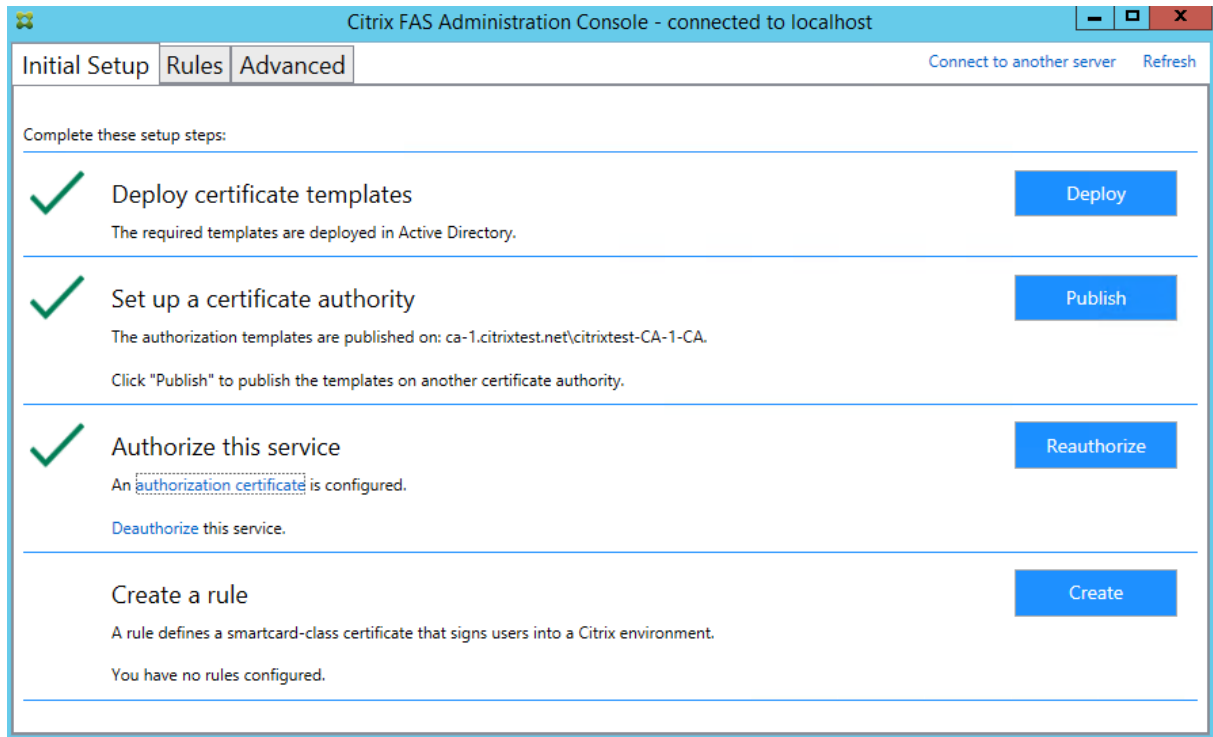 Citrix FAS Administration Console - connected to localhost
Initial Setup Rules Advanced Connect to another server Refresh
Complete these setup steps:
Deploy certificate templates Deploy
The required templates are deployed in Active Directory.
Set up a certificate authority Publish
The authorization templates are published on: ca-1.citrixtest.net\citrixtest-CA-1-CA.
Click "Publish" to publish the templates on another certificate authority.
Authorize this service Reauthorize
An authorization certificate is configured.
Deauthorize this service.
Create a rule Create
A rule defines a smartcard-class certificate that signs users into a Citrix environment.
You have no rules configured.